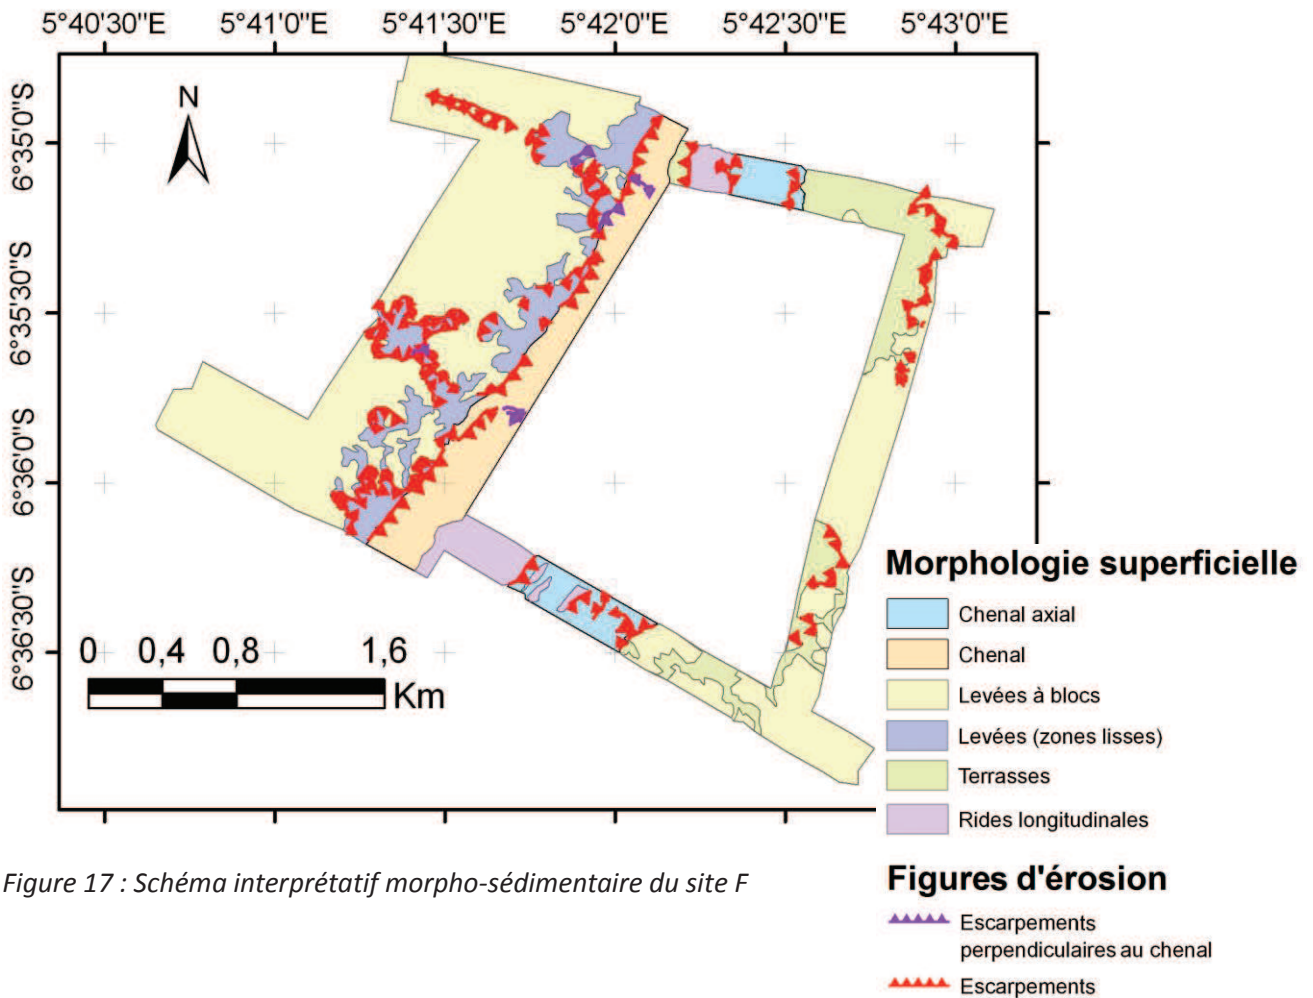 5°40'30"E 5°41'0"E 5°41'30"E 5°42'0"E 5°42'30"E 5°43'0"E
6°35'0"S
6°35'30"S
6°36'0"S
6°36'30"S
N
0 0,4 0,8 1,6
Km
Morphologie superficielle
Chenal axial
Chenal
Levées à blocs
Levées (zones lisses)
Terrasses
Rides longitudinales
Figure 17 : Schéma interprétatif morpho-sédimentaire du site F
Figures d'érosion
Escarpements
perpendiculaires au chenal
Escarpements